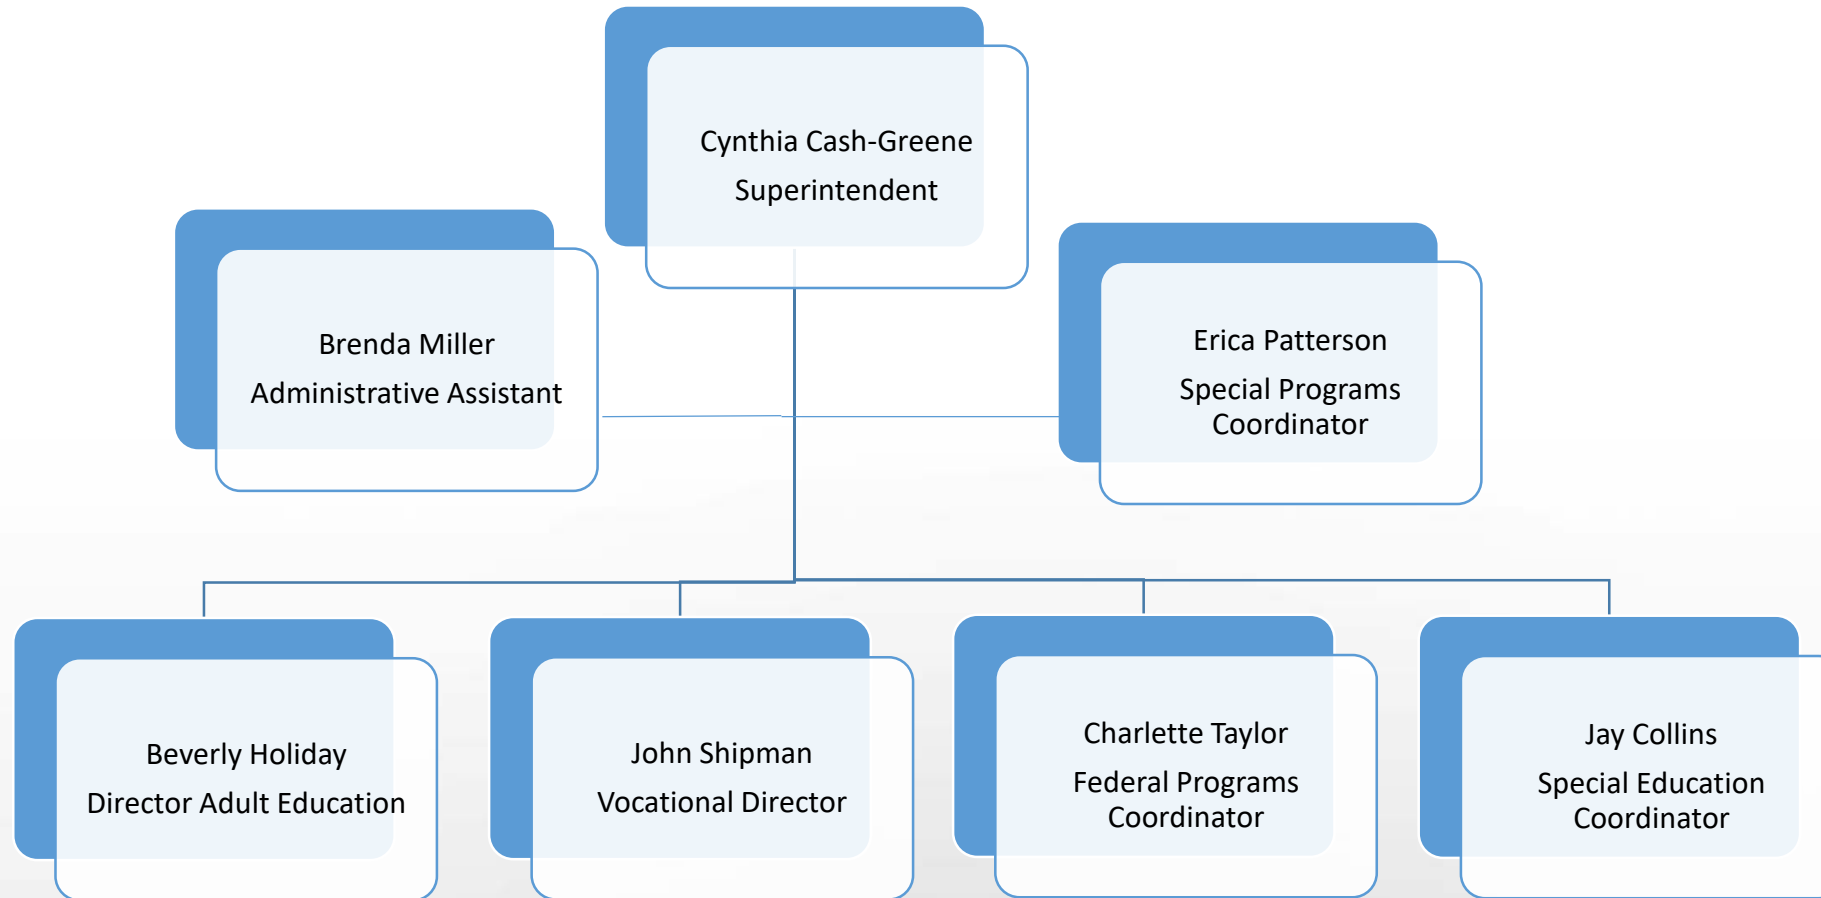 Cynthia Cash-Greene
Superintendent
Brenda Miller
Administrative Assistant
Erica Patterson
Special Programs
Coordinator
Beverly Holiday
Director Adult Education
John Shipman
Vocational Director
Charlette Taylor
Federal Programs
Coordinator
Jay Collins
Special Education
Coordinator